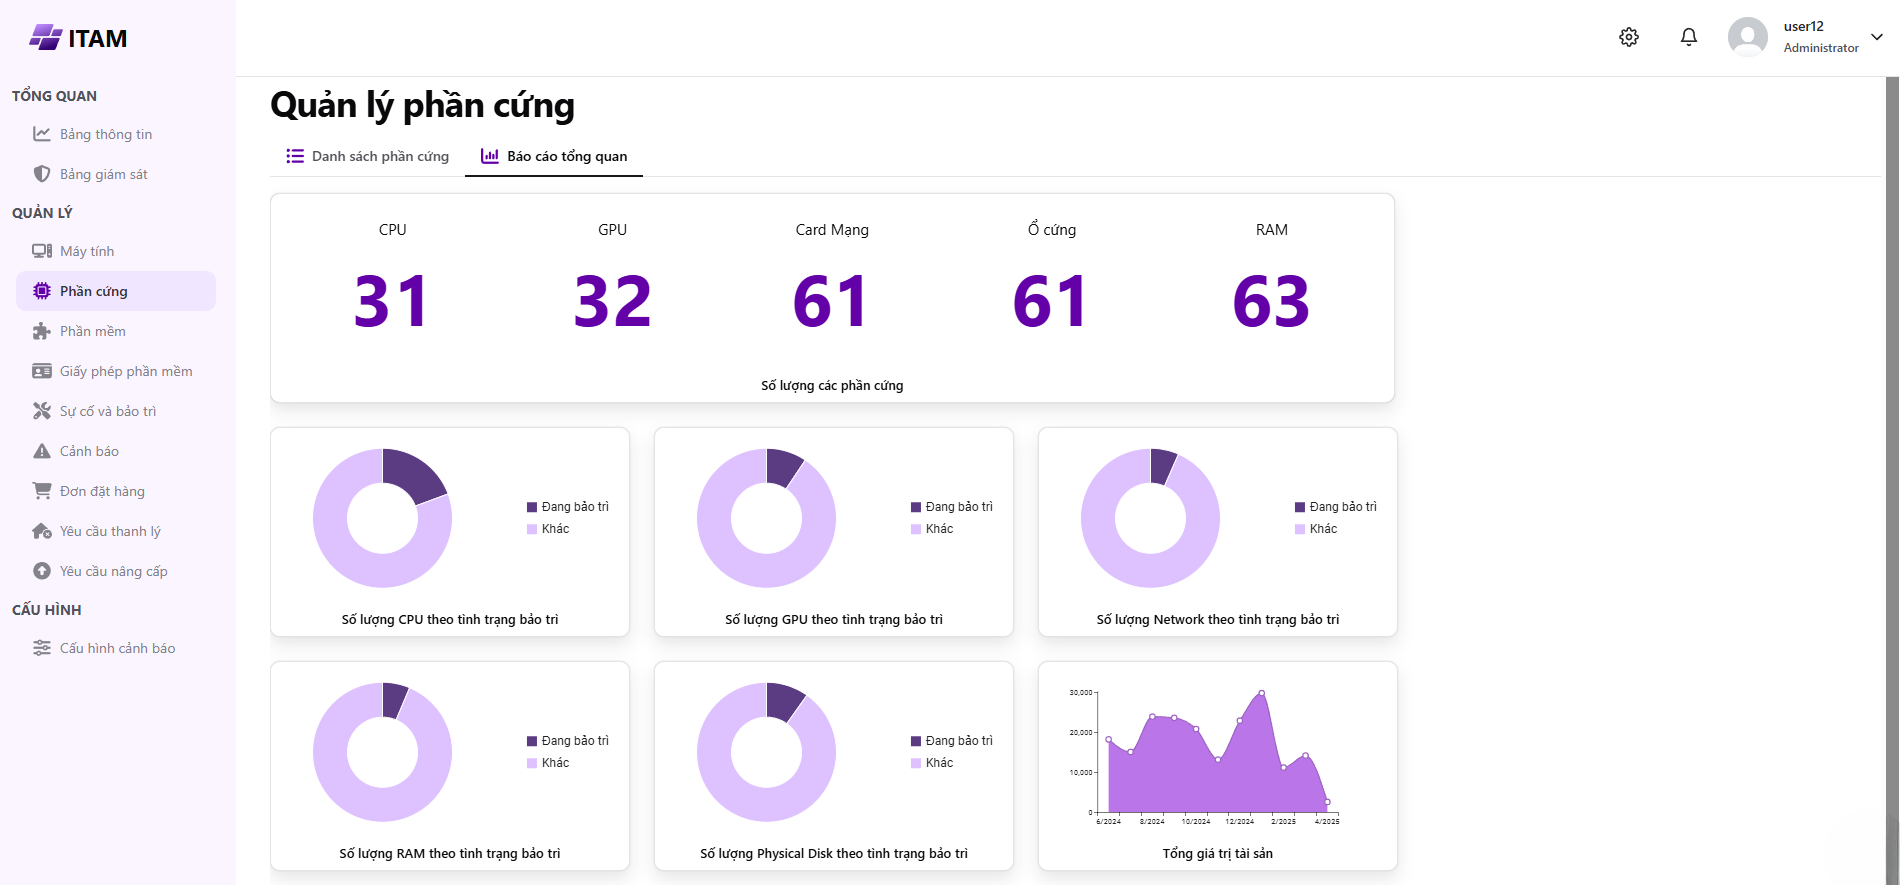 ITAM
user12
Administrator
TỔNG QUAN
Bảng thông tin
Bảng giám sát
QUẢN LÝ
Máy tính
Phần cứng
Phần mềm
Giấy phép phần mềm
Sự cố và bảo trì
Cảnh báo
Đơn đặt hàng
Yêu cầu thanh lý
Yêu cầu nâng cấp
CẤU HÌNH
Cấu hình cảnh báo
Quản lý phần cứng
Danh sách phần cứng
Báo cáo tổng quan
CPU
GPU
Card Mạng
Ổ cứng
RAM
31
32
61
61
63
Số lượng các phần cứng
Đang bảo trì
Khác
Số lượng CPU theo tình trạng bảo trì
Đang bảo trì
Khác
Số lượng GPU theo tình trạng bảo trì
Đang bảo trì
Khác
Số lượng Network theo tình trạng bảo trì
Đang bảo trì
Khác
Số lượng RAM theo tình trạng bảo trì
Đang bảo trì
Khác
Số lượng Physical Disk theo tình trạng bảo trì
30,000
20,000
10,000
0
6/2024
8/2024
10/2024
12/2024
2/2025
4/2025
Tổng giá trị tài sản